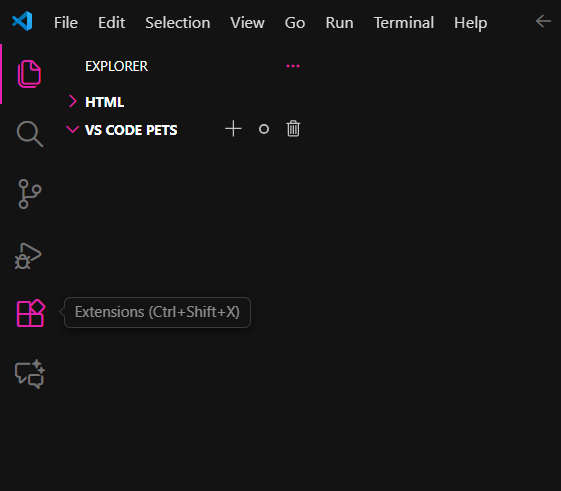 File Edit Selection View Go Run Terminal Help
EXPLORER
HTML
VS CODE PETS
Extensions (Ctrl+Shift+X)